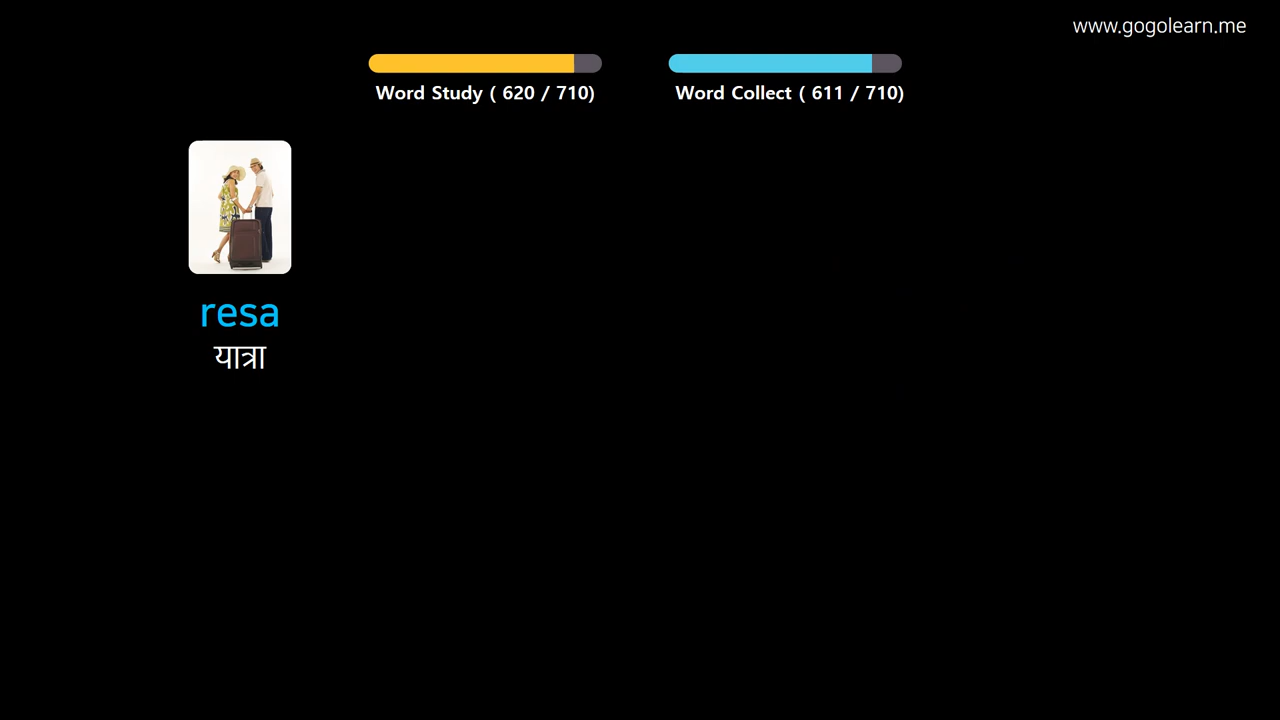 www.gogolearn.me
Word Study ( 620 / 710)
Word Collect ( 611 / 710)
resa
यात्रा